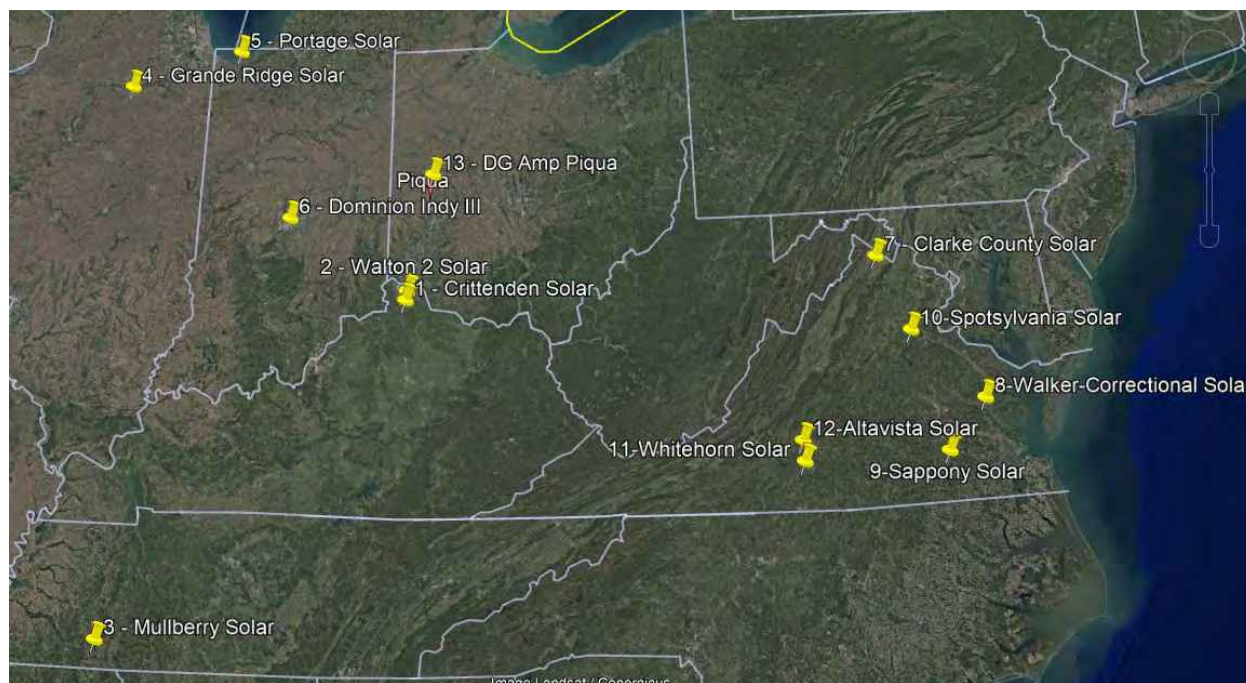 5 - Portage Solar
4 - Grande Ridge Solar
13 - DG Amp Piqua
Piqua
6 - Dominion Indy III
7 - Clarke County Solar
2 - Walton 2 Solar
1 - Crittenden Solar
10-Spotsylvania Solar
8-Walker-Correctional Sola
12-Altavista Solar
11-Whitehorn Solar
9-Sappony Solar
3 - Mullberry Solar
Image Landsat / Copernicus